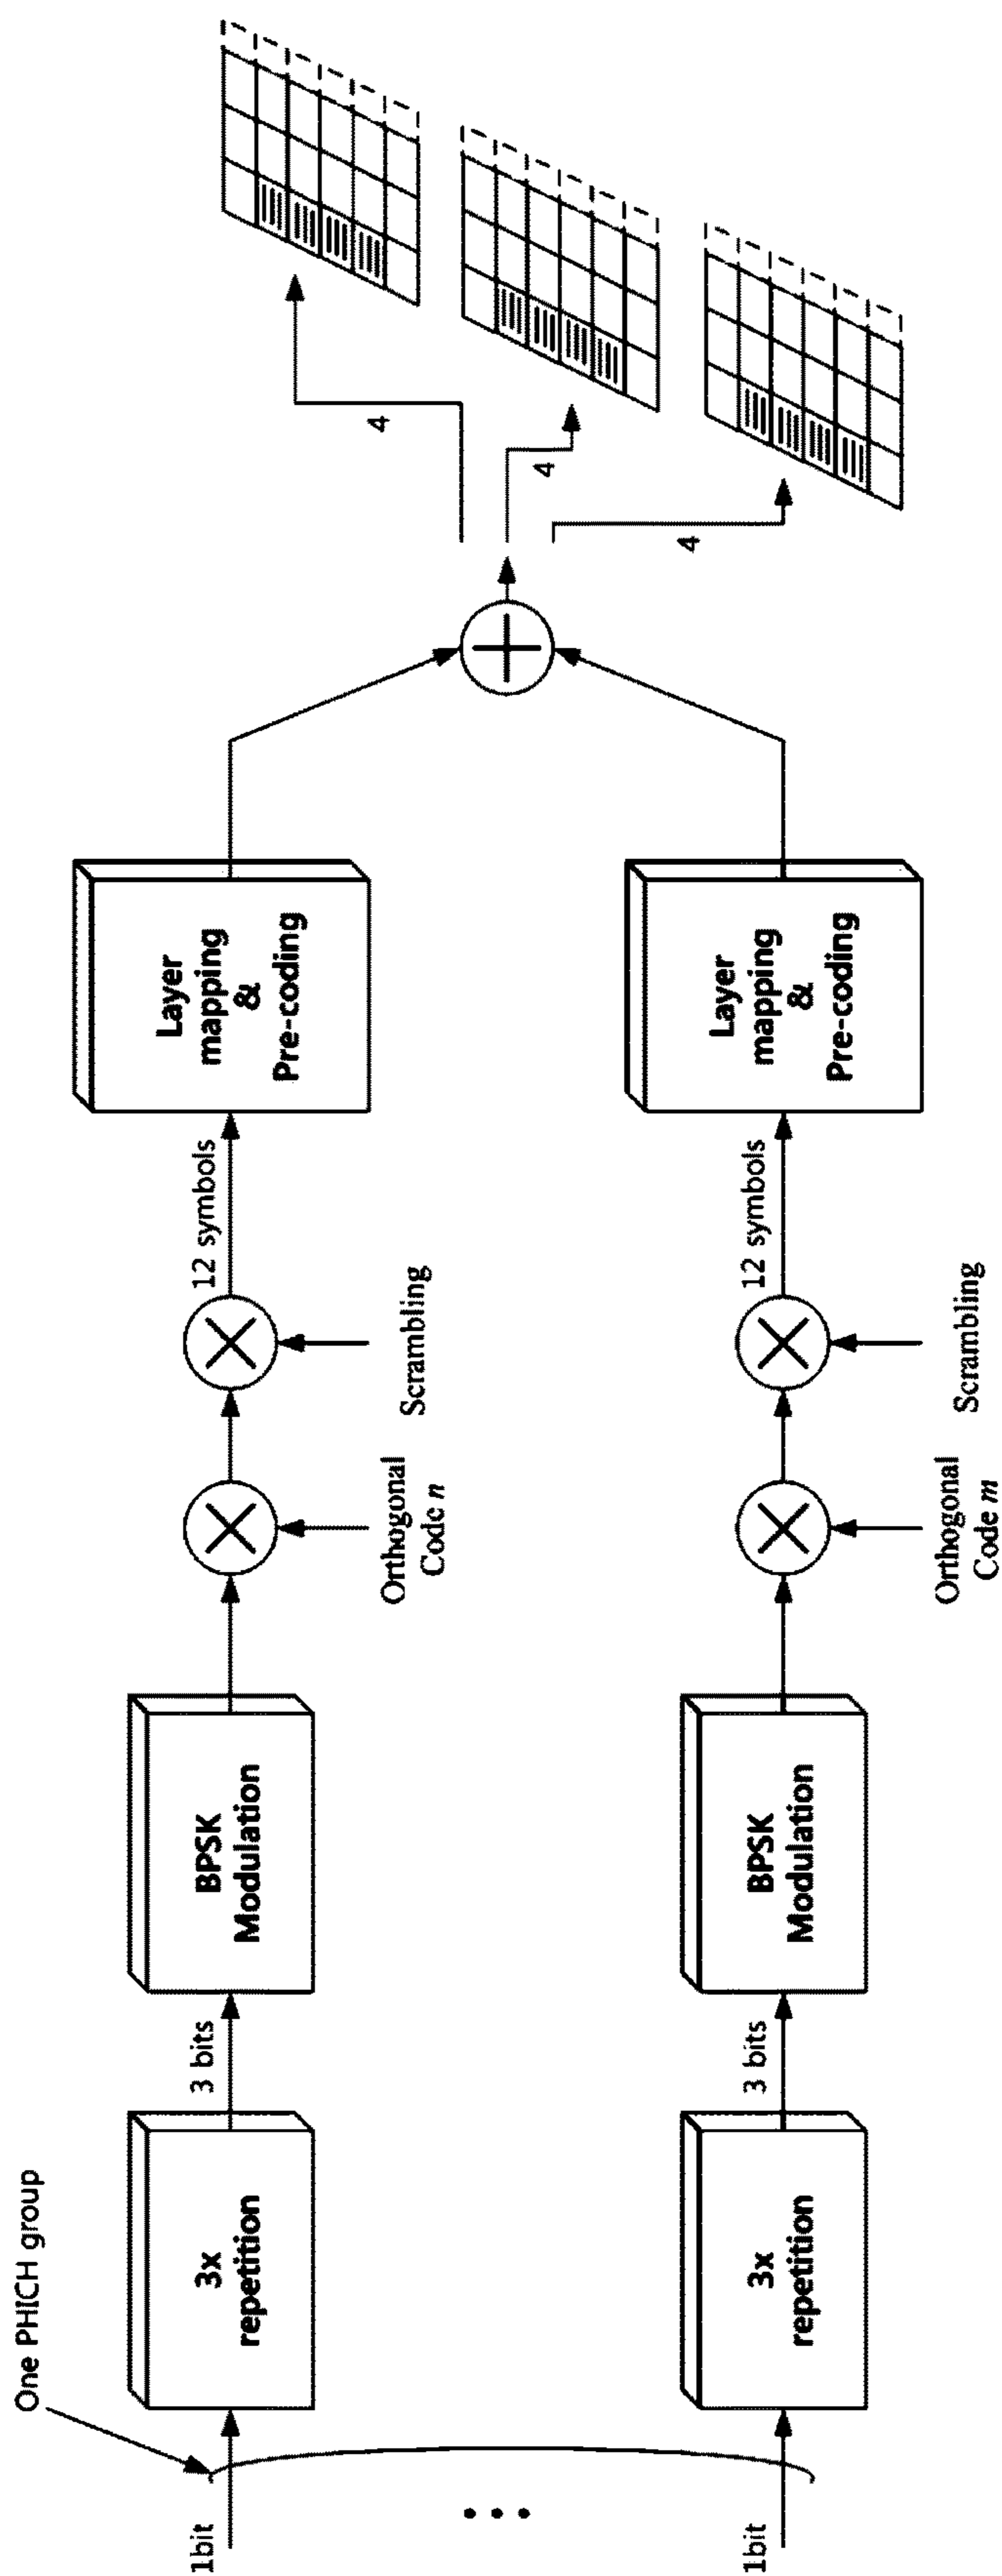 One PHICH group
1bit
3x
repetition
3 bits
BPSK
Modulation
Orthogonal
Code n
Scrambling
12 symbols
Layer
mapping
&
Pre-coding
4
4
4
1bit
3x
repetition
3 bits
BPSK
Modulation
Orthogonal
Code m
Scrambling
12 symbols
Layer
mapping
&
Pre-coding